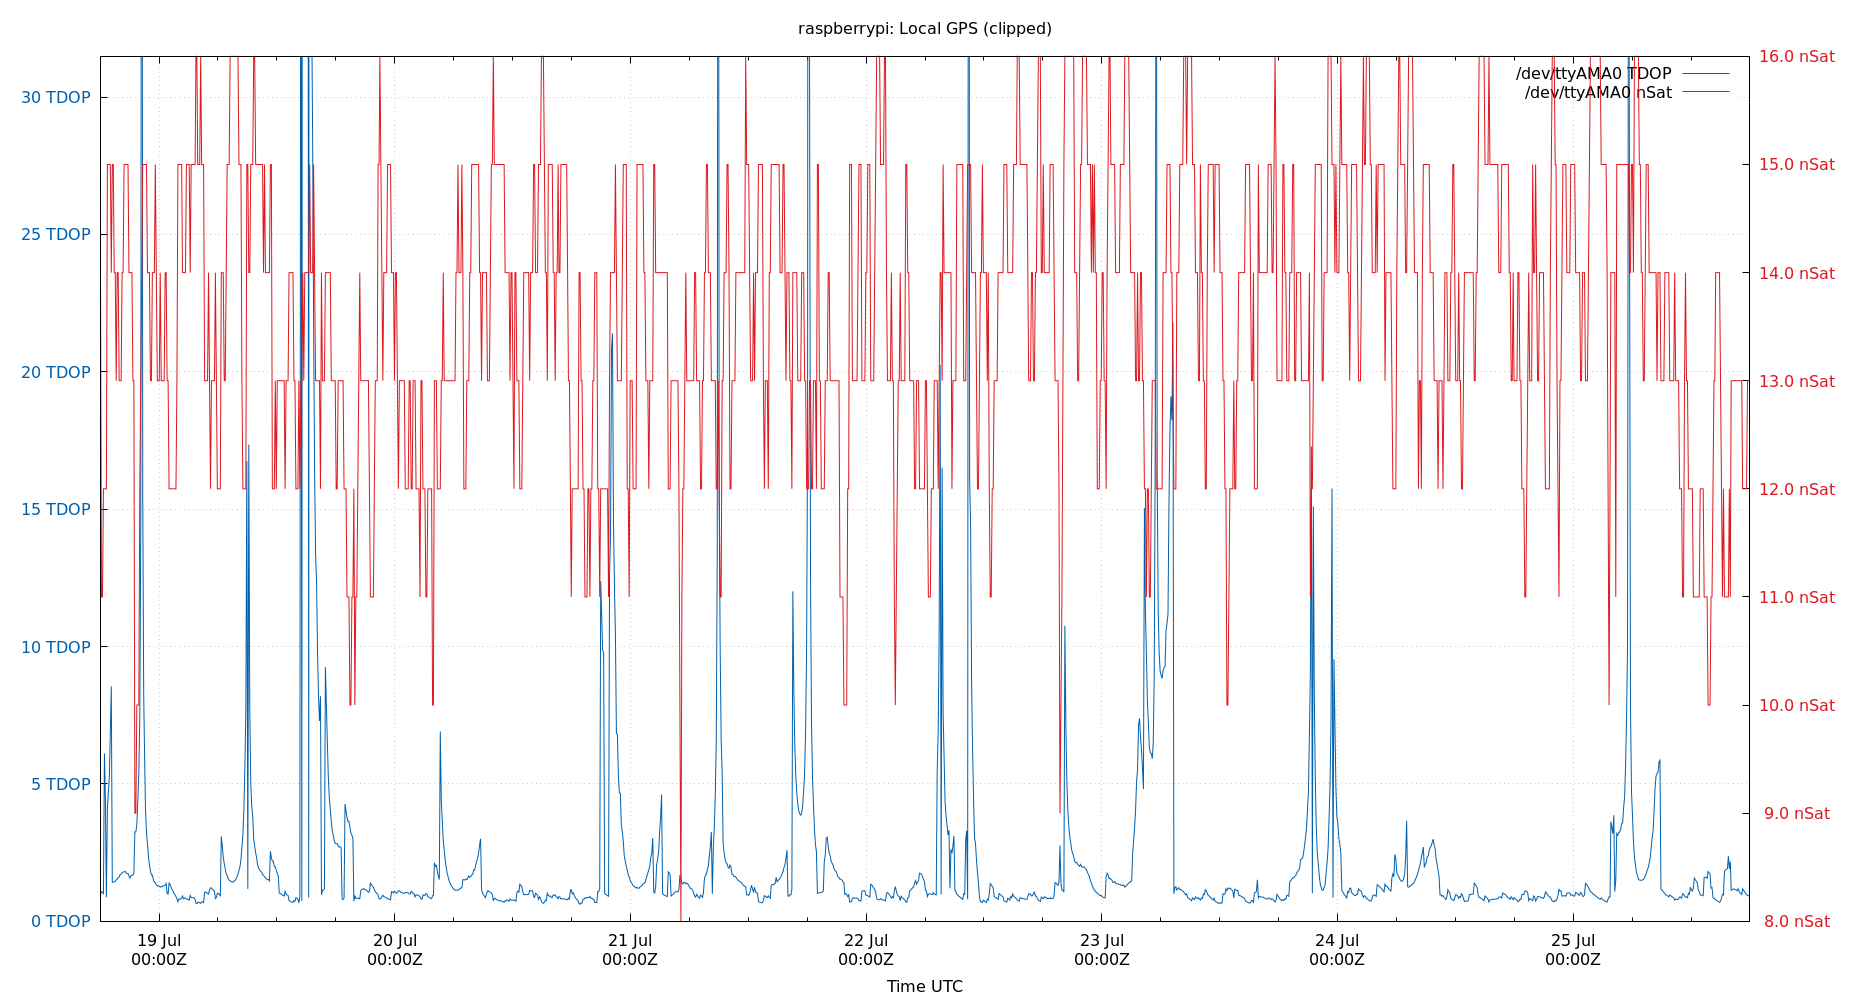 raspberrypi: Local GPS (clipped)
/dev/ttyAMA0 TDOP
/dev/ttyAMA0 nSat
30 TDOP
25 TDOP
20 TDOP
15 TDOP
10 TDOP
5 TDOP
0 TDOP
16.0 nSat
15.0 nSat
14.0 nSat
13.0 nSat
12.0 nSat
11.0 nSat
10.0 nSat
9.0 nSat
8.0 nSat
19 Jul
00:00Z
20 Jul
00:00Z
21 Jul
00:00Z
22 Jul
00:00Z
23 Jul
00:00Z
24 Jul
00:00Z
25 Jul
00:00Z
Time UTC